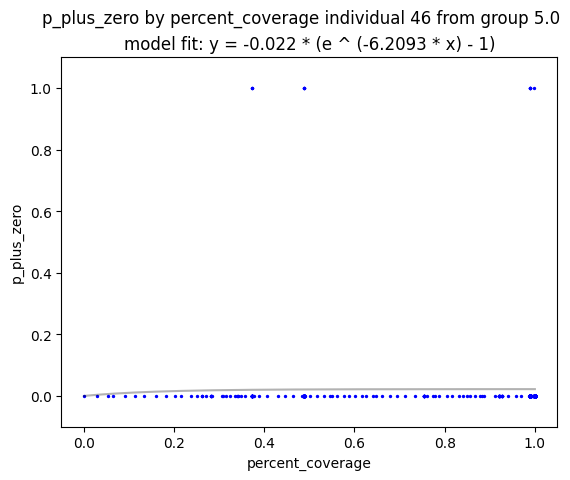 p_plus_zero by percent_coverage individual 46 from group 5.0
model fit: y = -0.022 * (e ^ (-6.2093 * x) - 1)
1.0
0.8
0.6
0.4
0.2
0.0
p_plus_zero
0.0 0.2 0.4 0.6 0.8 1.0
percent_coverage